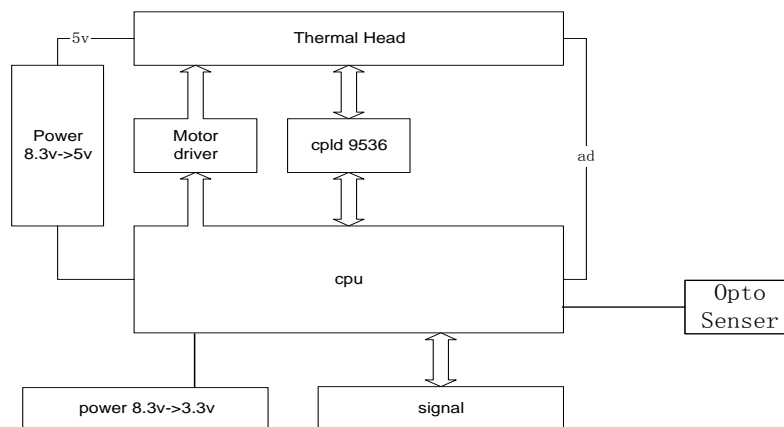 5v
Thermal Head
Power
8.3v->5v
Motor
driver
cpld 9536
ad
cpu
Opto
Senser
power 8.3v->3.3v
signal